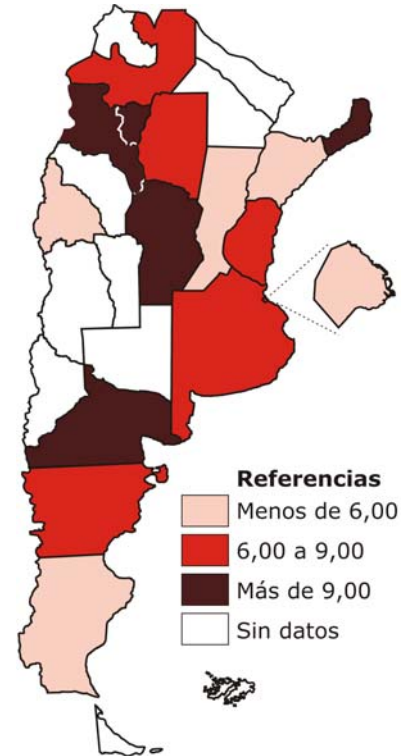 Referencias
Menos de 6,00
6,00 a 9,00
Más de 9,00
Sin datos